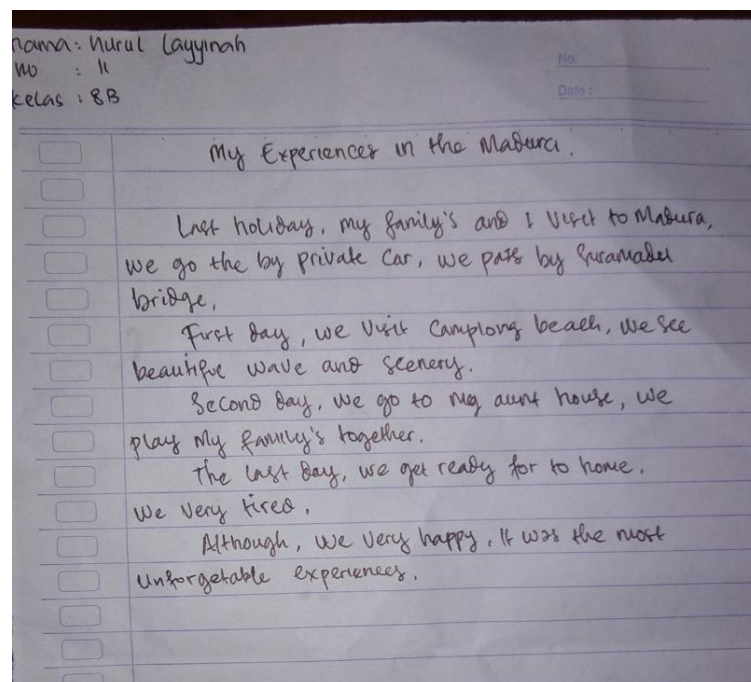 nama : Nurul Layyinah
no : 11
kelas : 8B
No.
Date :
My Experiences in the Madura.
Last holiday, my family's and I visit to Madura,
we go the by private car, we pass by Suramadu
bridge,
First day, we visit Camplong beach, we see
beautiful wave and scenery.
Second day, we go to my aunt house, we
play my family's together.
The last day, we get ready for to home.
we very tired,
Although, we very happy, It was the most
unforgetable experiences.